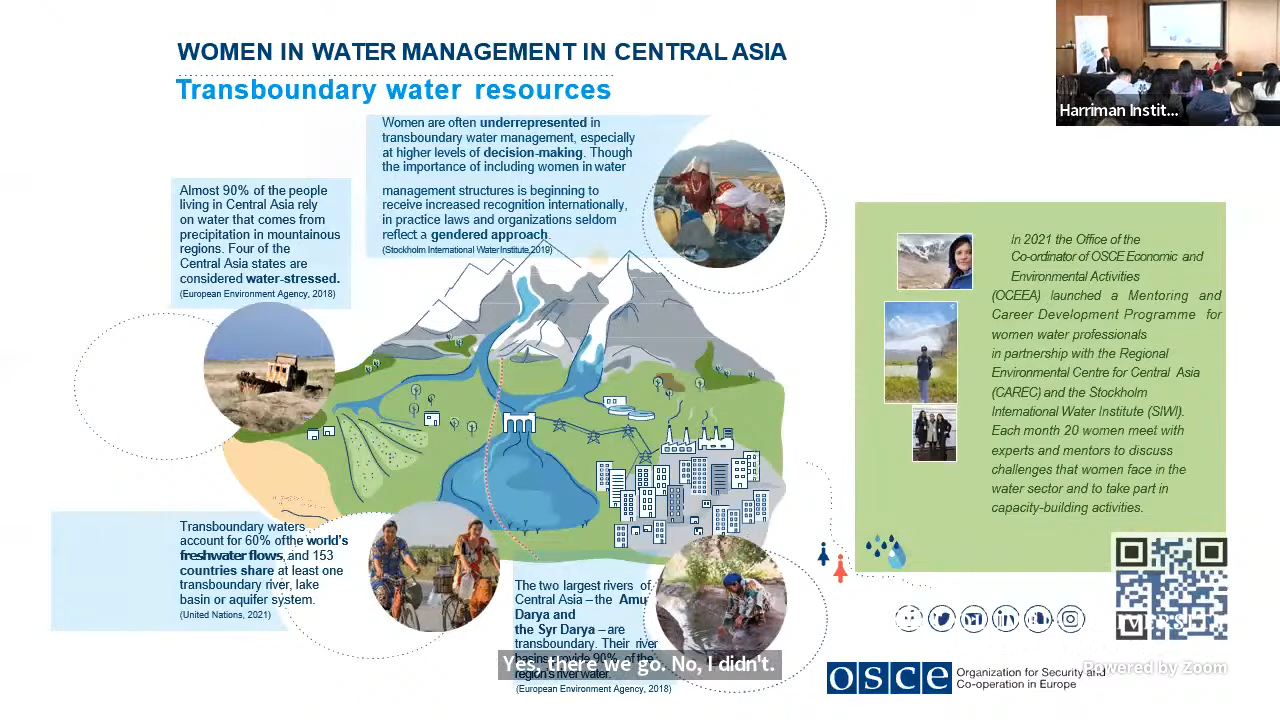 WOMEN IN WATER MANAGEMENT IN CENTRAL ASIA
Transboundary water resources
Harriman Instit...
Women are often underrepresented in
transboundary water management, especially
at higher levels of decision-making. Though
the importance of including women in water
management structures is beginning to
receive increased recognition internationally,
in practice laws and organizations seldom
reflect a gendered approach.
(Stockholm International Water Institute, 2019)
Almost 90% of the people
living in Central Asia rely
on water that comes from
precipitation in mountainous
regions. Four of the
Central Asia states are
considered water-stressed.
(European Environment Agency, 2018)
In 2021 the Office of the
Co-ordinator of OSCE Economic and
Environmental Activities
(OCEEA) launched a Mentoring and
Career Development Programme for
women water professionals
in partnership with the Regional
Environmental Centre for Central Asia
(CAREC) and the Stockholm
International Water Institute (SIWI).
Each month 20 women meet with
experts and mentors to discuss
challenges that women face in the
water sector and to take part in
capacity-building activities.
Transboundary waters
account for 60% of the world's
freshwater flows, and 153
countries share at least one
transboundary river, lake
basin or aquifer system.
(United Nations, 2021)
The two largest rivers of
Central Asia – the Amu
Darya and
the Syr Darya – are
transboundary. Their river
basins provide 90% of the
region's river water.
(European Environment Agency, 2018)
Yes, there we go. No, I didn't.
osce
Organization for Security and
Co-operation in Europe
Powered by Zoom